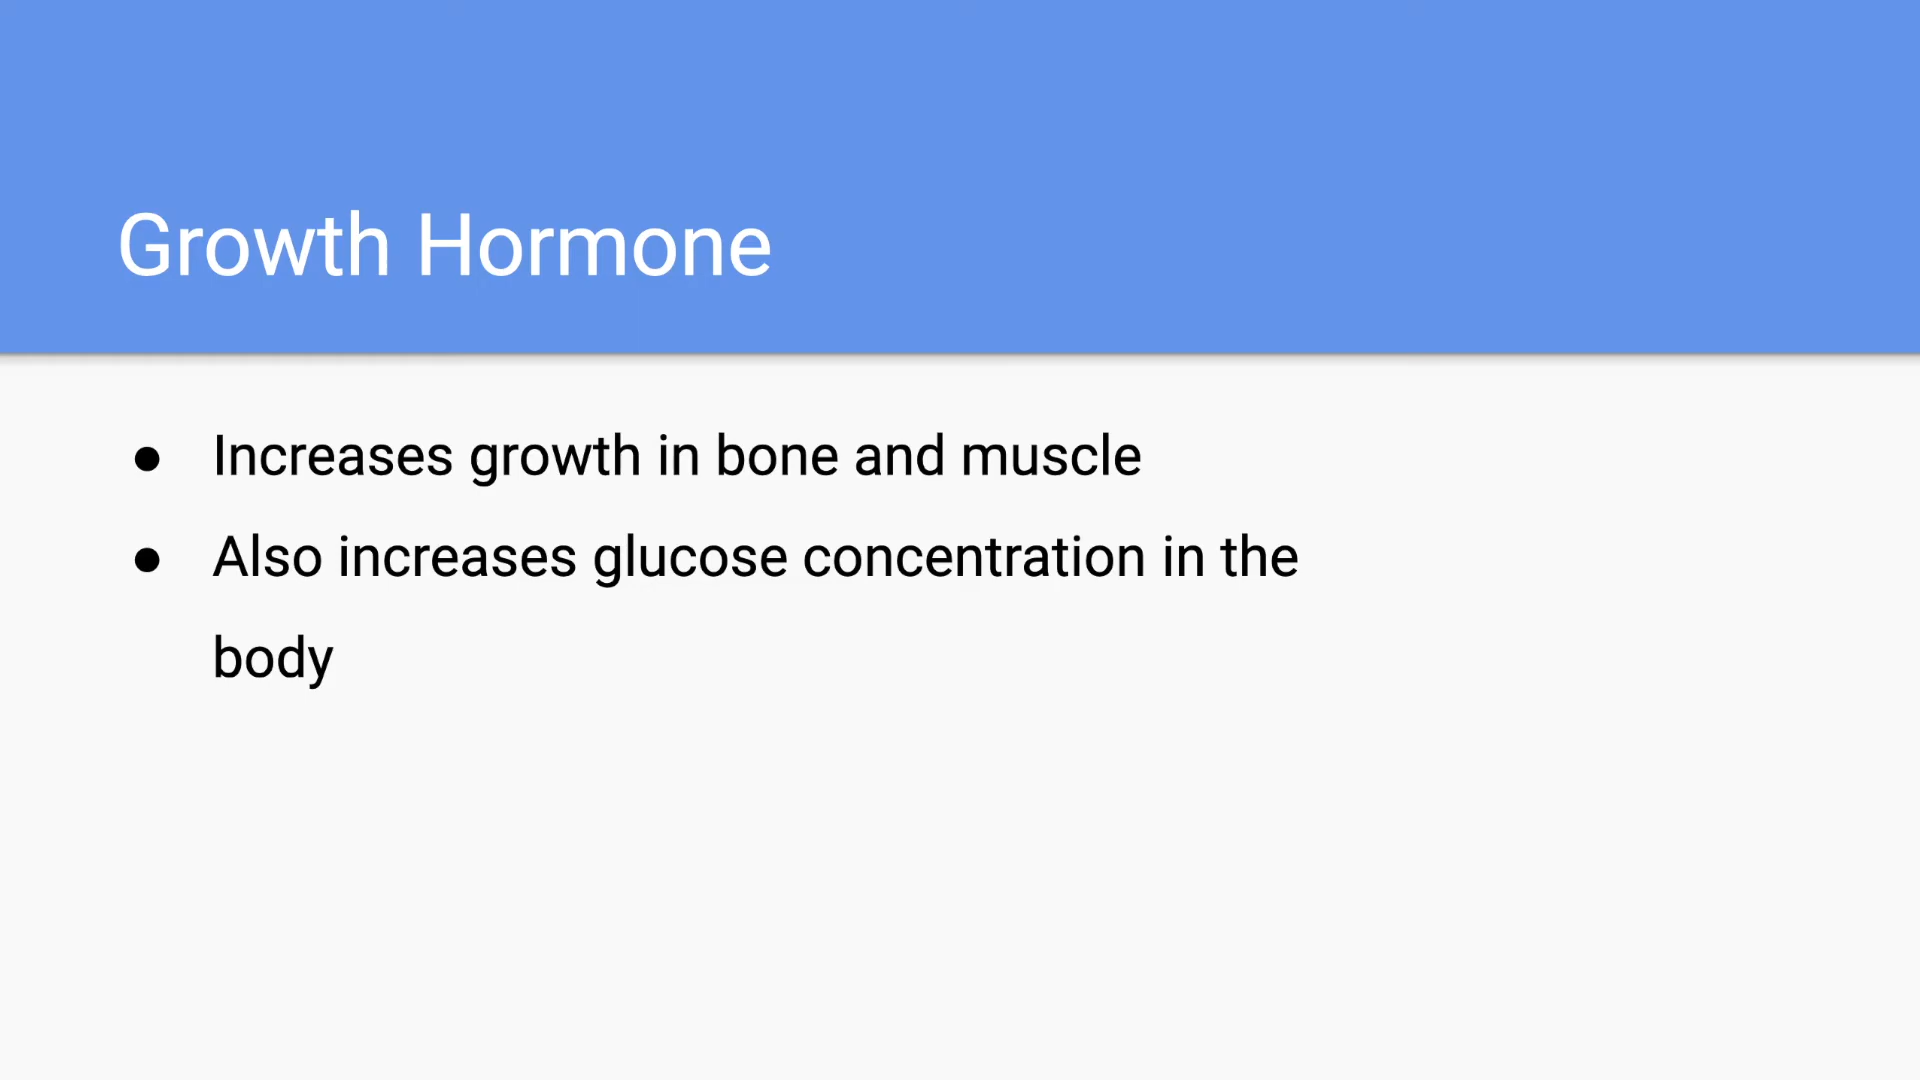 Growth Hormone
● Increases growth in bone and muscle
● Also increases glucose concentration in the
body